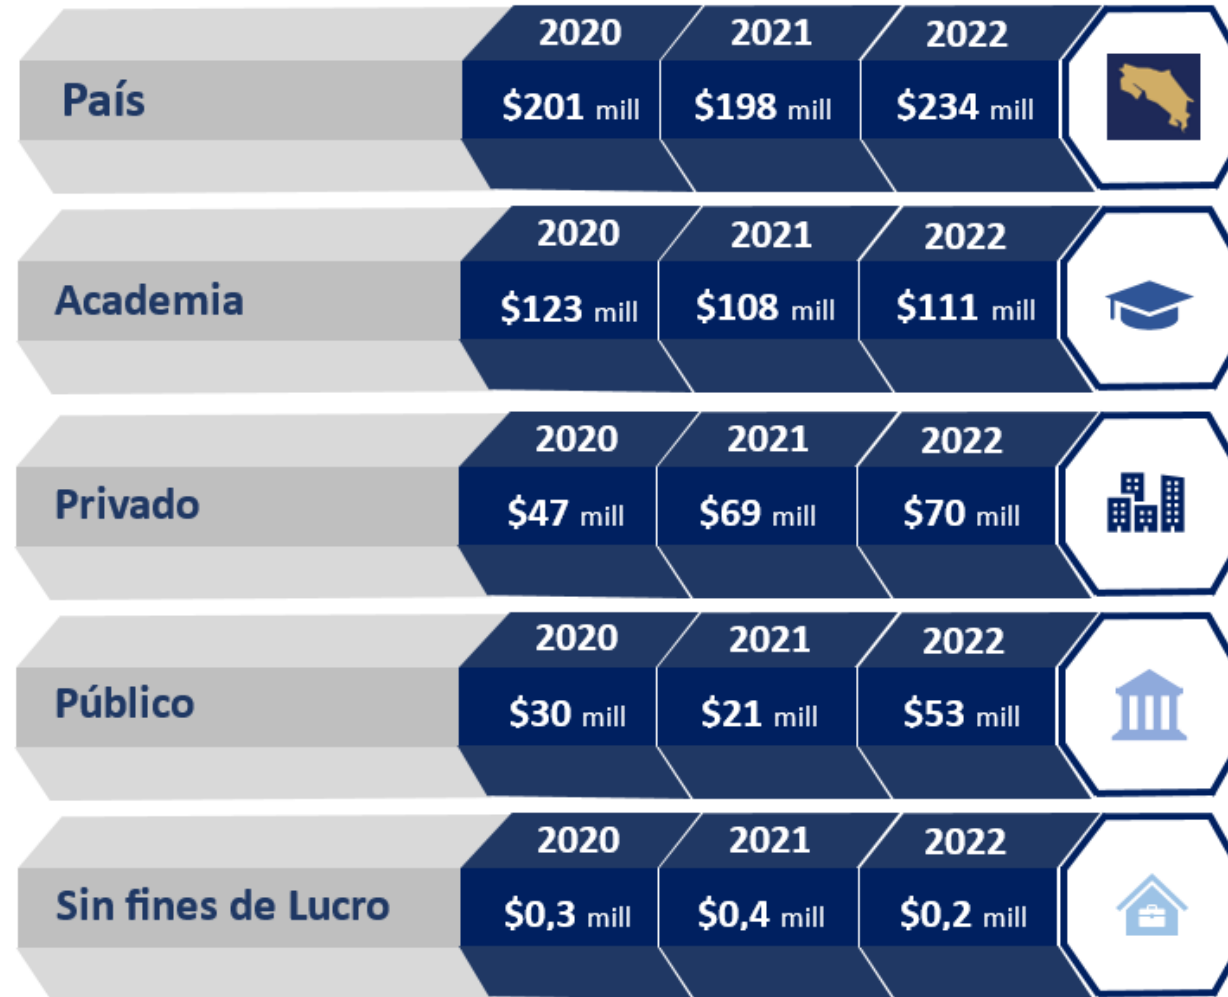 2020 2021 2022
País $201 mill $198 mill $234 mill
2020 2021 2022
Academia $123 mill $108 mill $111 mill
2020 2021 2022
Privado $47 mill $69 mill $70 mill
2020 2021 2022
Público $30 mill $21 mill $53 mill
2020 2021 2022
Sin fines de Lucro $0,3 mill $0,4 mill $0,2 mill